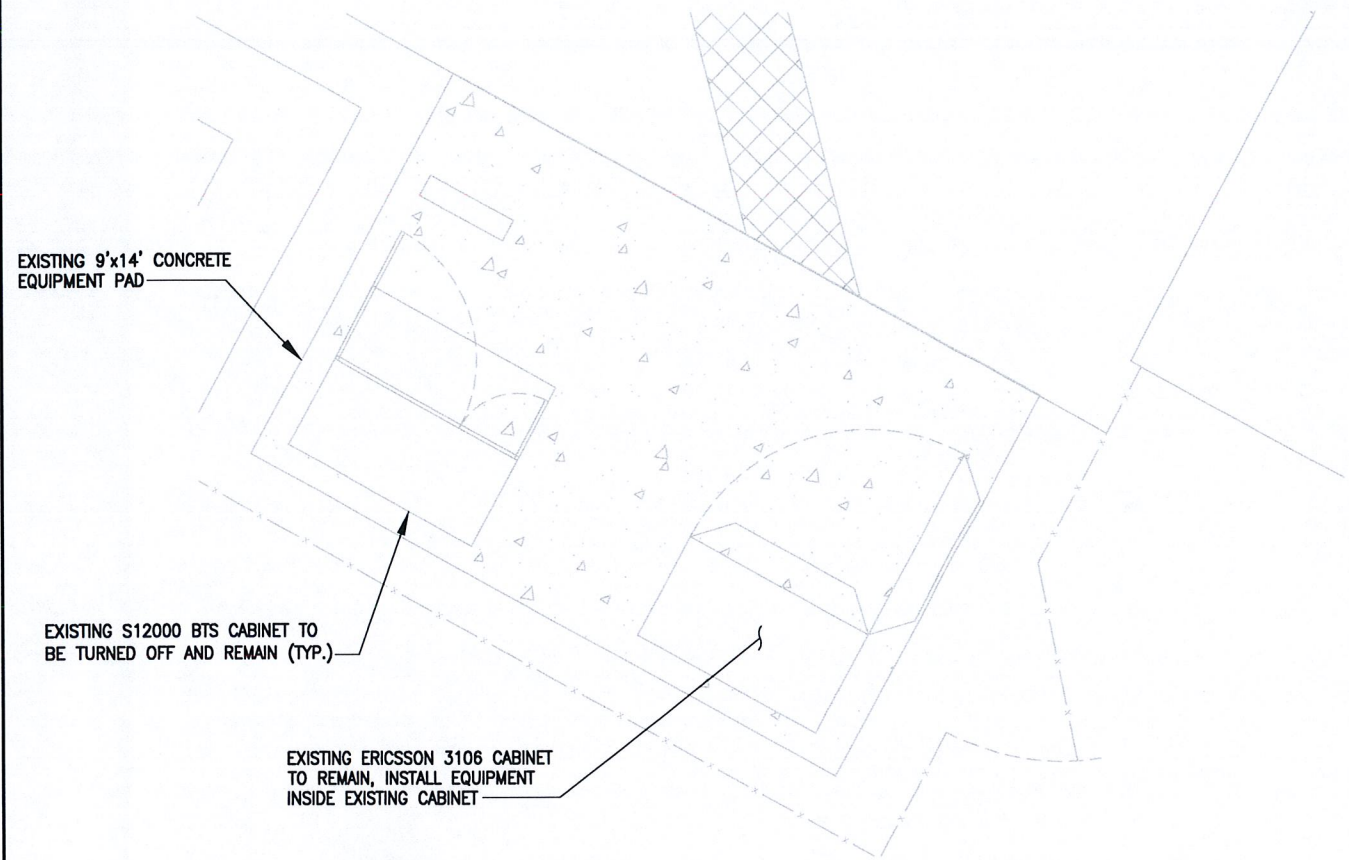 EXISTING 9'x14' CONCRETE
EQUIPMENT PAD
EXISTING S12000 BTS CABINET TO
BE TURNED OFF AND REMAIN (TYP.)
EXISTING ERICSSON 3106 CABINET
TO REMAIN, INSTALL EQUIPMENT
INSIDE EXISTING CABINET